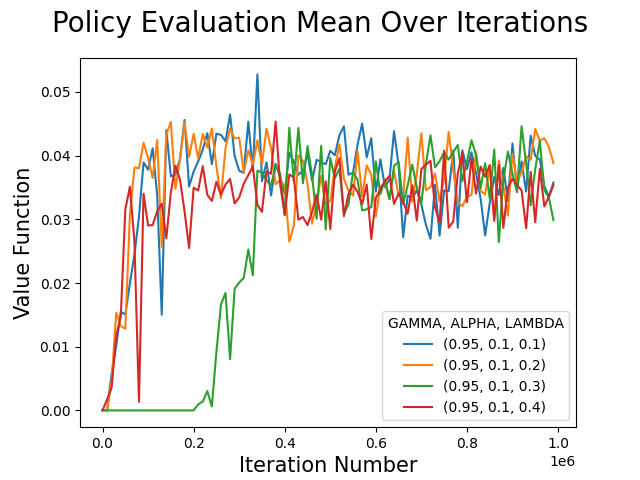 Policy Evaluation Mean Over Iterations
Value Function
0.05
0.04
0.03
0.02
0.01
0.00
GAMMA, ALPHA, LAMBDA
(0.95, 0.1, 0.1)
(0.95, 0.1, 0.2)
(0.95, 0.1, 0.3)
(0.95, 0.1, 0.4)
0.0 0.2 0.4 0.6 0.8 1.0
1e6
Iteration Number